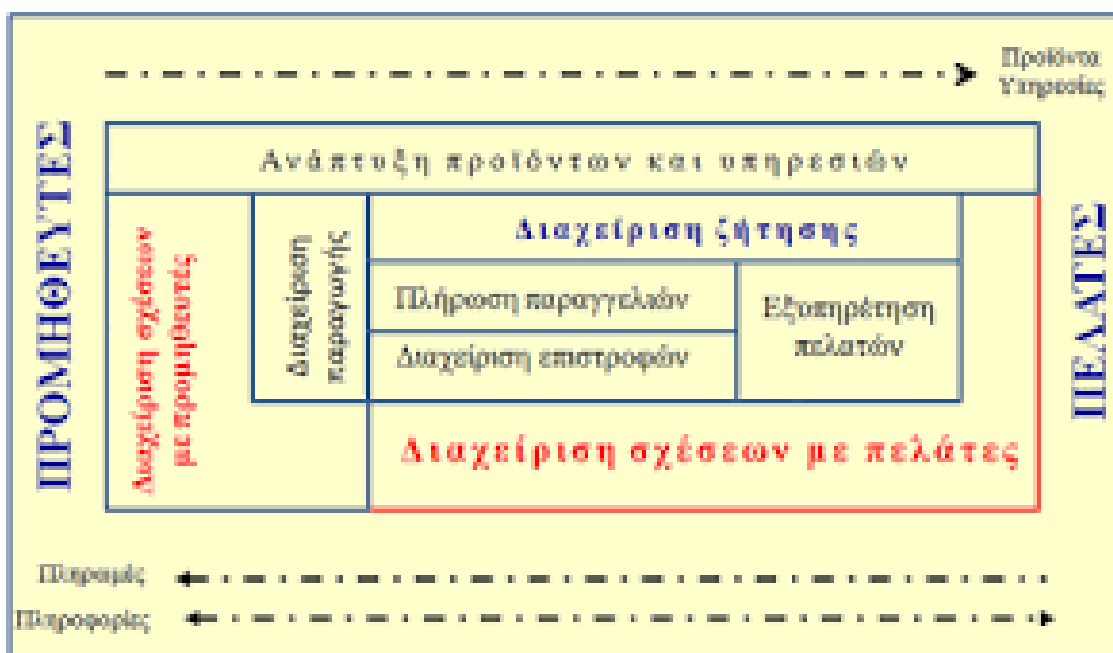 Προϊόντα
Υπηρεσίες
ΠΡΟΜΗΘΕΥΤΕΣ
Ανάπτυξη προϊόντων και υπηρεσιών
Διαχείριση σχέσεων
με προμηθευτές
Διαχείριση
παραγωγής
Διαχείριση ζήτησης
Πλήρωση παραγγελιών
Διαχείριση επιστροφών
Εξυπηρέτηση
πελατών
Διαχείριση σχέσεων με πελάτες
ΠΕΛΑΤΕΣ
Πληρωμές
Πληροφορίες